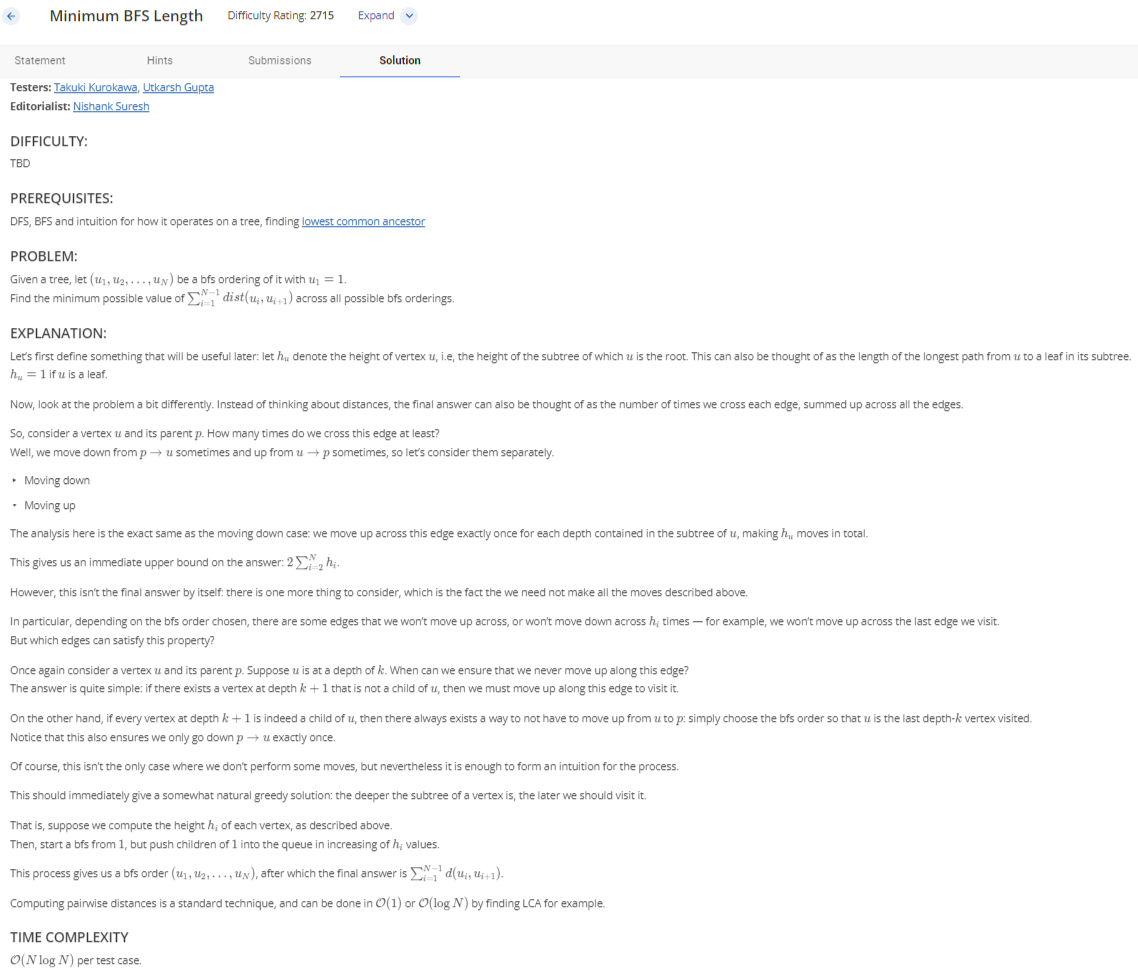 Minimum BFS Length Difficulty Rating: 2715 Expand
Statement Hints Submissions Solution
Testers: Takuki Kurokawa, Utkarsh Gupta
Editorialist: Nishank Suresh
DIFFICULTY:
TBD
PREREQUISITES:
DFS, BFS and intuition for how it operates on a tree, finding lowest common ancestor
PROBLEM:
Given a tree, let (u₁, u₂, . . . , u_N) be a bfs ordering of it with u₁ = 1.
Find the minimum possible value of ∑_{i=1}^{N−1} dist(u_i, u_{i+1}) across all possible bfs orderings.
EXPLANATION:
Let's first define something that will be useful later: let h_u denote the height of vertex u, i.e, the height of the subtree of which u is the root. This can also be thought of as the length of the longest path from u to a leaf in its subtree.
h_u = 1 if u is a leaf.
Now, look at the problem a bit differently. Instead of thinking about distances, the final answer can also be thought of as the number of times we cross each edge, summed up across all the edges.
So, consider a vertex u and its parent p. How many times do we cross this edge at least?
Well, we move down from p → u sometimes and up from u → p sometimes, so let's consider them separately.
• Moving down
• Moving up
The analysis here is the exact same as the moving down case: we move up across this edge exactly once for each depth contained in the subtree of u, making h_u moves in total.
This gives us an immediate upper bound on the answer: 2 ∑_{i=2}^{N} h_i.
However, this isn't the final answer by itself: there is one more thing to consider, which is the fact the we need not make all the moves described above.
In particular, depending on the bfs order chosen, there are some edges that we won't move up across, or won't move down across h_i times — for example, we won't move up across the last edge we visit.
But which edges can satisfy this property?
Once again consider a vertex u and its parent p. Suppose u is at a depth of k. When can we ensure that we never move up along this edge?
The answer is quite simple: if there exists a vertex at depth k + 1 that is not a child of u, then we must move up along this edge to visit it.
On the other hand, if every vertex at depth k + 1 is indeed a child of u, then there always exists a way to not have to move up from u to p: simply choose the bfs order so that u is the last depth-k vertex visited.
Notice that this also ensures we only go down p → u exactly once.
Of course, this isn't the only case where we don't perform some moves, but nevertheless it is enough to form an intuition for the process.
This should immediately give a somewhat natural greedy solution: the deeper the subtree of a vertex is, the later we should visit it.
That is, suppose we compute the height h_i of each vertex, as described above.
Then, start a bfs from 1, but push children of 1 into the queue in increasing of h_i values.
This process gives us a bfs order (u₁, u₂, . . . , u_N), after which the final answer is ∑_{i=1}^{N−1} d(u_i, u_{i+1}).
Computing pairwise distances is a standard technique, and can be done in O(1) or O(log N) by finding LCA for example.
TIME COMPLEXITY
O(N log N) per test case.